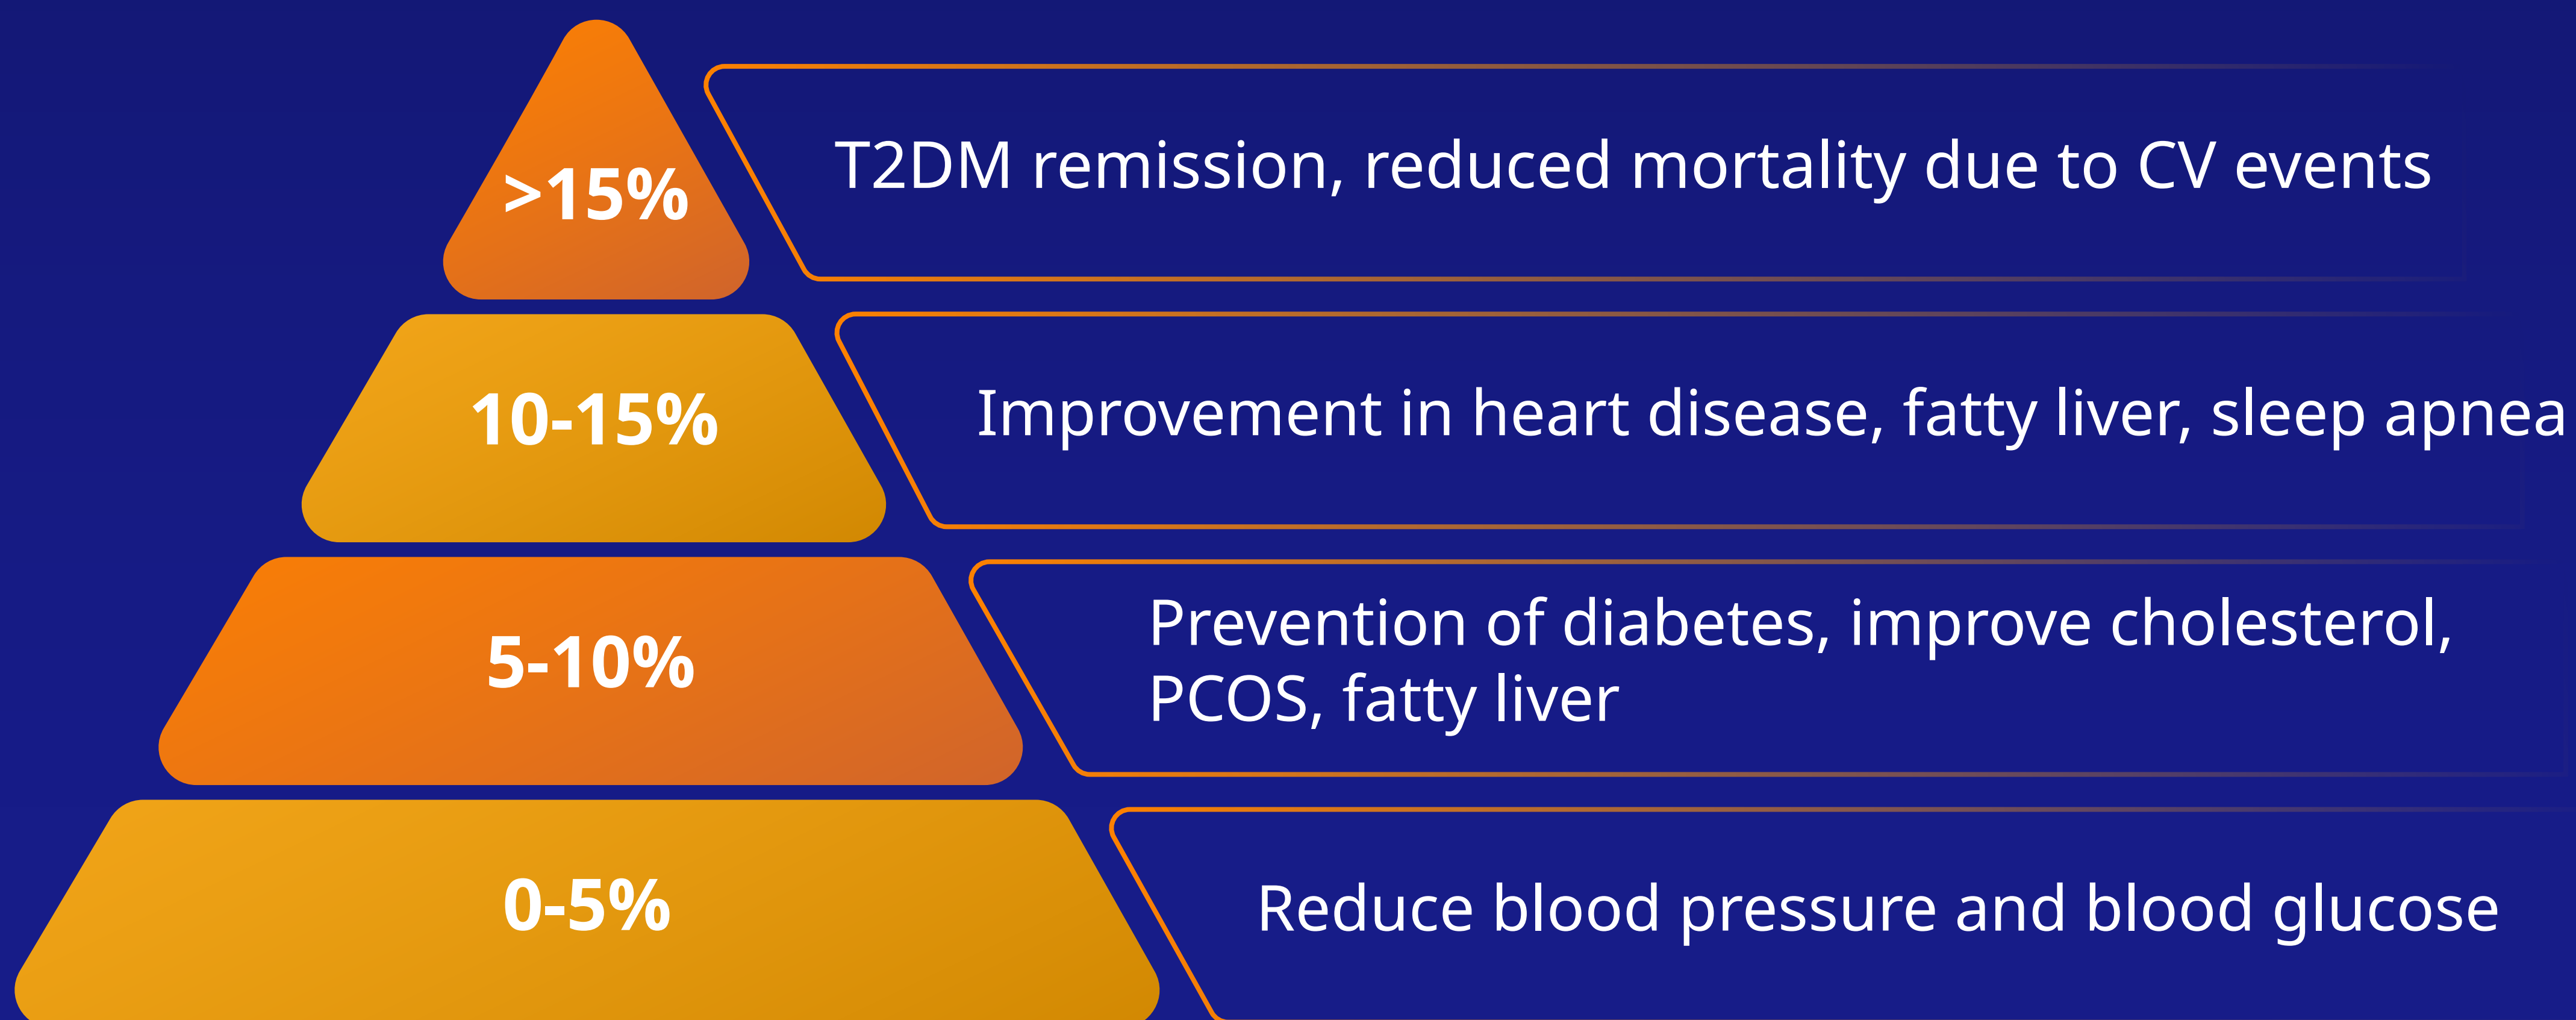 >15%
T2DM remission, reduced mortality due to CV events
10-15%
Improvement in heart disease, fatty liver, sleep apnea
5-10%
Prevention of diabetes, improve cholesterol,
PCOS, fatty liver
0-5%
Reduce blood pressure and blood glucose